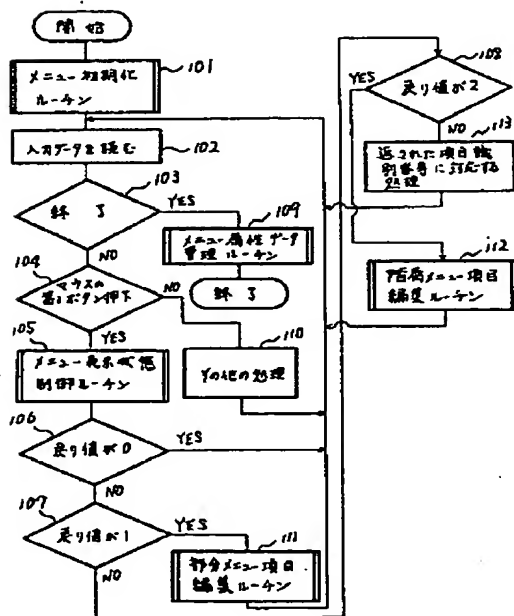 開始
メニュー初期化
ルーチン
101
入力データを読む
102
終了
103
YES
NO
メニュー属性データ
管理ルーチン
109
終了
104
マウスの
第1ボタン押下
NO
YES
105
メニュー表示状態
制御ルーチン
110
その他の処理
106
戻り値が0
YES
NO
107
戻り値が1
YES
NO
111
部分メニュー項目
編集ルーチン
108
戻り値が2
YES
NO
113
返された項目識
別番号に対応する
処理
112
階層メニュー項目
編集ルーチン